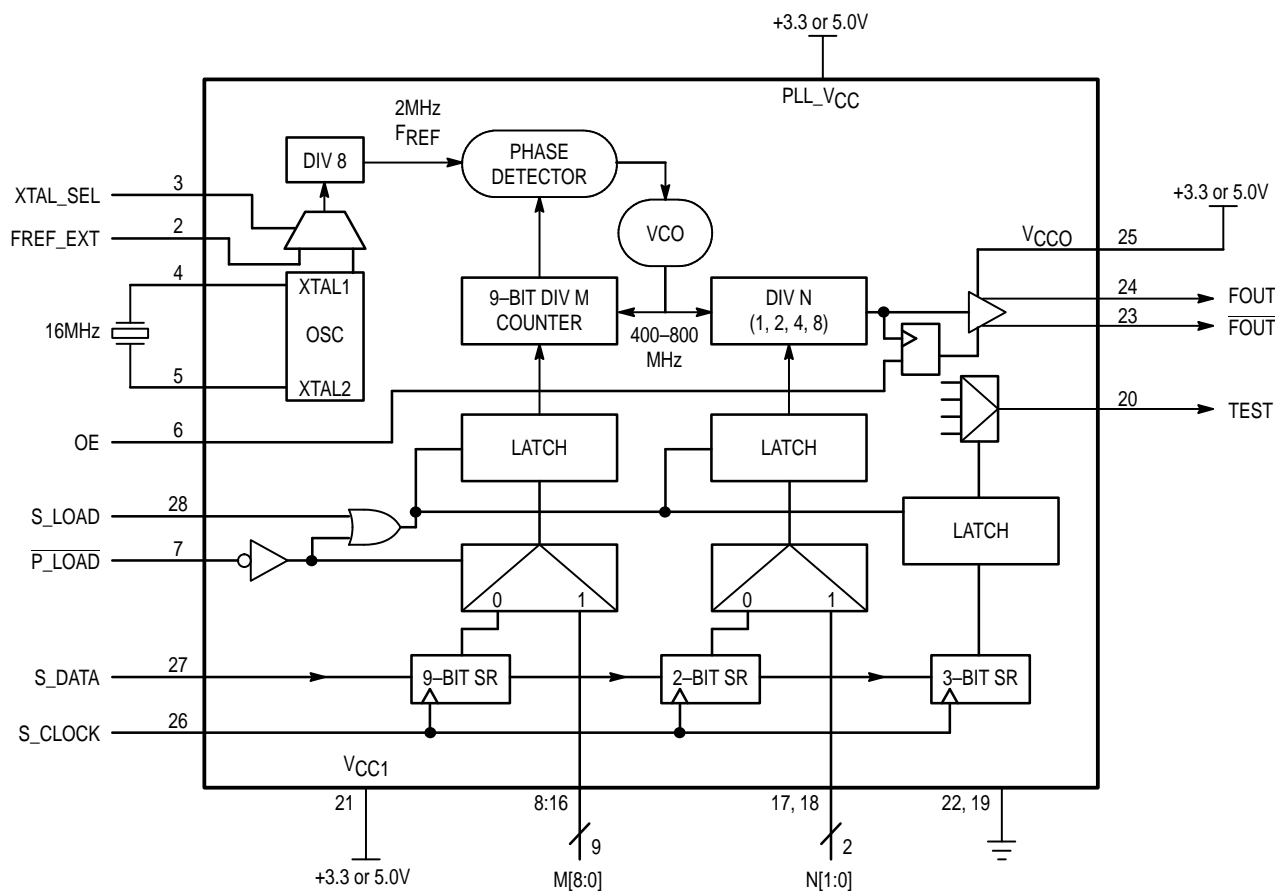 +3.3 or 5.0V
PLL_VCC
2MHz
FREF
DIV 8
PHASE
DETECTOR
XTAL_SEL
3
+3.3 or 5.0V
FREF_EXT
2
VCO
VCCO
25
4
XTAL1
9–BIT DIV M
COUNTER
DIV N
(1, 2, 4, 8)
24
FOUT
16MHz
OSC
400–800
MHz
23
FOUT
5
XTAL2
20
TEST
OE
6
LATCH
LATCH
S_LOAD
28
LATCH
P_LOAD
7
0
1
0
1
S_DATA
27
9–BIT SR
2–BIT SR
3–BIT SR
S_CLOCK
26
VCC1
21
8:16
17, 18
22, 19
9
2
+3.3 or 5.0V
M[8:0]
N[1:0]